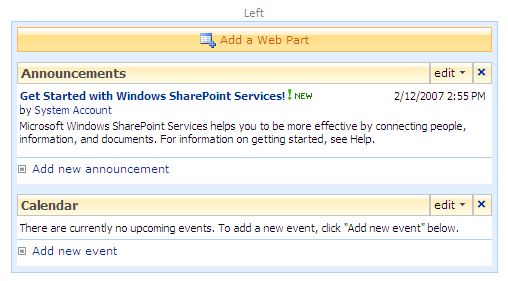 Left
Add a Web Part
Announcements edit
Get Started with Windows SharePoint Services! ! NEW 2/12/2007 2:55 PM
by System Account
Microsoft Windows SharePoint Services helps you to be more effective by connecting people,
information, and documents. For information on getting started, see Help.
Add new announcement
Calendar edit
There are currently no upcoming events. To add a new event, click "Add new event" below.
Add new event